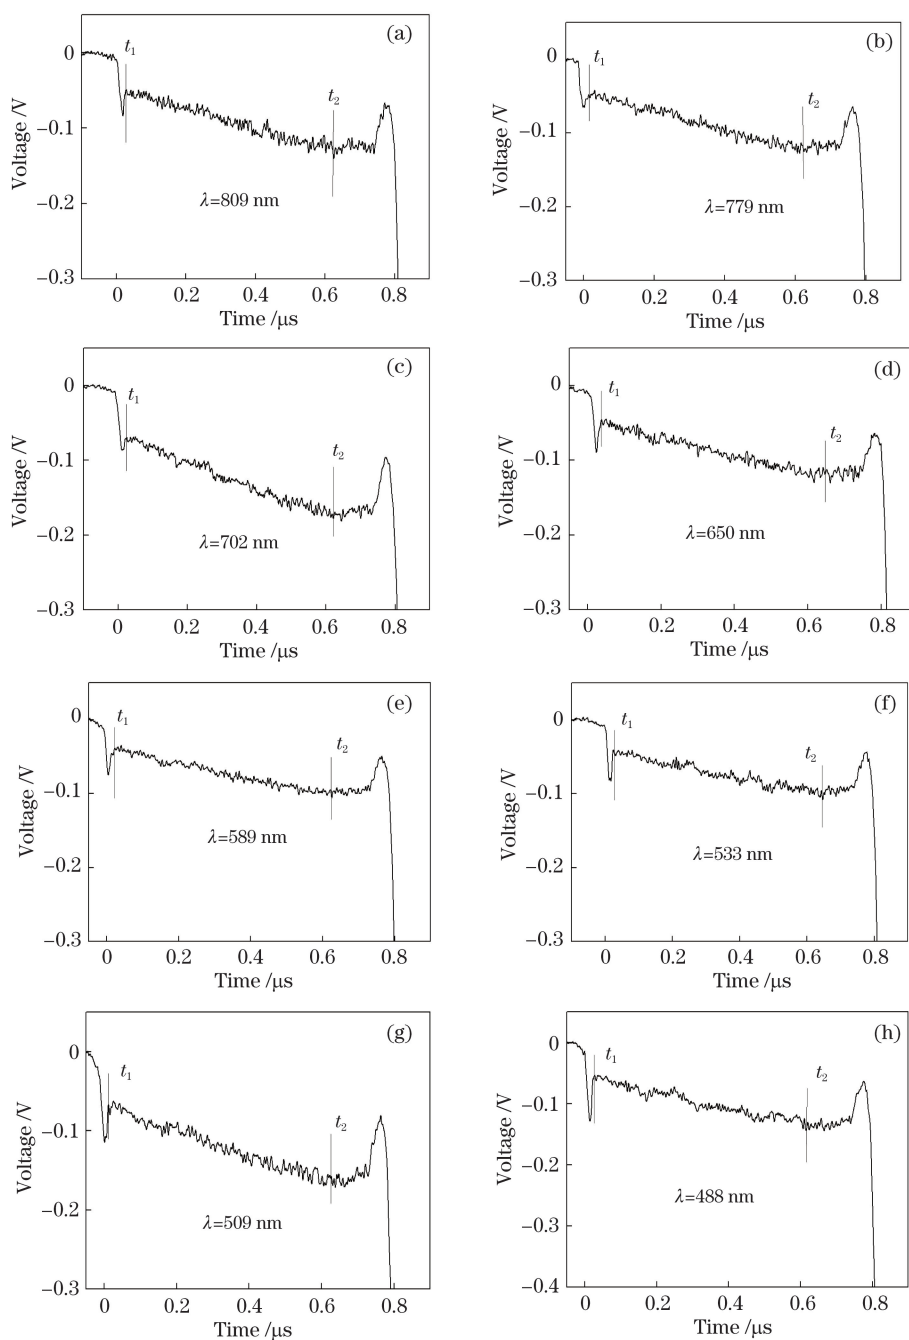 (a)
0
−0.1
−0.2
−0.3
Voltage /V
t₁
t₂
λ=809 nm
0 0.2 0.4 0.6 0.8
Time /μs
(b)
0
−0.1
−0.2
−0.3
Voltage /V
t₁
t₂
λ=779 nm
0 0.2 0.4 0.6 0.8
Time /μs
(c)
0
−0.1
−0.2
−0.3
Voltage /V
t₁
t₂
λ=702 nm
0 0.2 0.4 0.6 0.8
Time /μs
(d)
0
−0.1
−0.2
−0.3
Voltage /V
t₁
t₂
λ=650 nm
0 0.2 0.4 0.6 0.8
Time /μs
(e)
0
−0.1
−0.2
−0.3
Voltage /V
t₁
t₂
λ=589 nm
0 0.2 0.4 0.6 0.8
Time /μs
(f)
0
−0.1
−0.2
−0.3
Voltage /V
t₁
t₂
λ=533 nm
0 0.2 0.4 0.6 0.8
Time /μs
(g)
0
−0.1
−0.2
−0.3
Voltage /V
t₁
t₂
λ=509 nm
0 0.2 0.4 0.6 0.8
Time /μs
(h)
0
−0.1
−0.2
−0.3
−0.4
Voltage /V
t₁
t₂
λ=488 nm
0 0.2 0.4 0.6 0.8
Time /μs